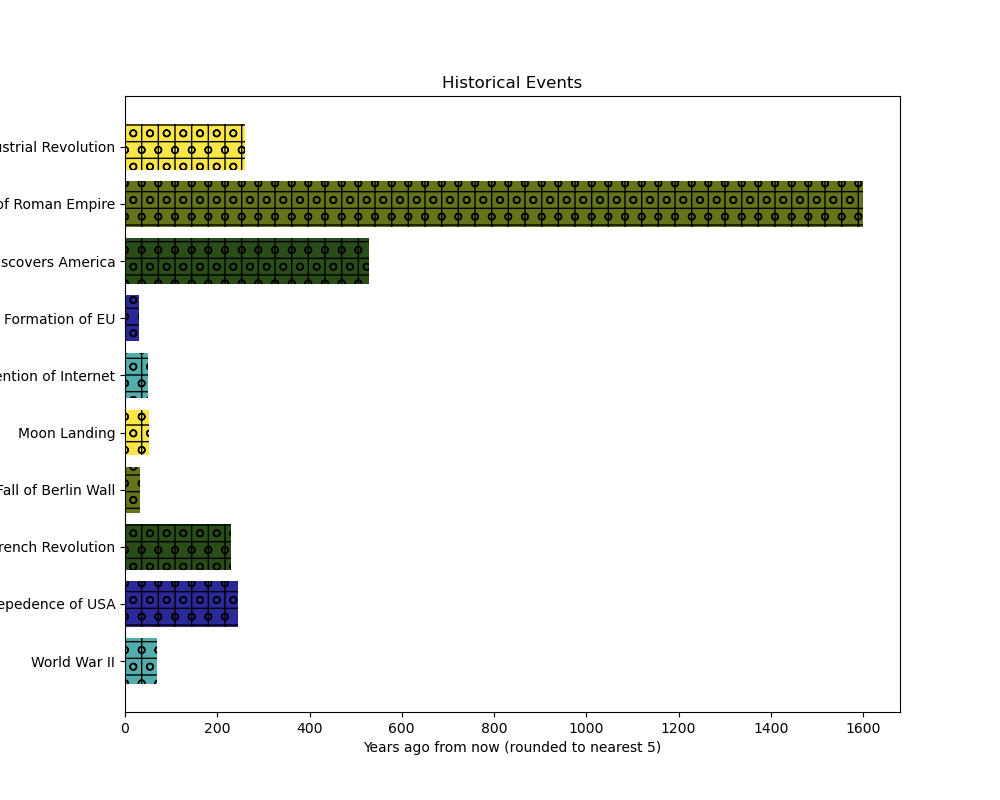 Historical Events
ustrial Revolution
of Roman Empire
scovers America
Formation of EU
ention of Internet
Moon Landing
Fall of Berlin Wall
rench Revolution
epedence of USA
World War II
0 200 400 600 800 1000 1200 1400 1600
Years ago from now (rounded to nearest 5)